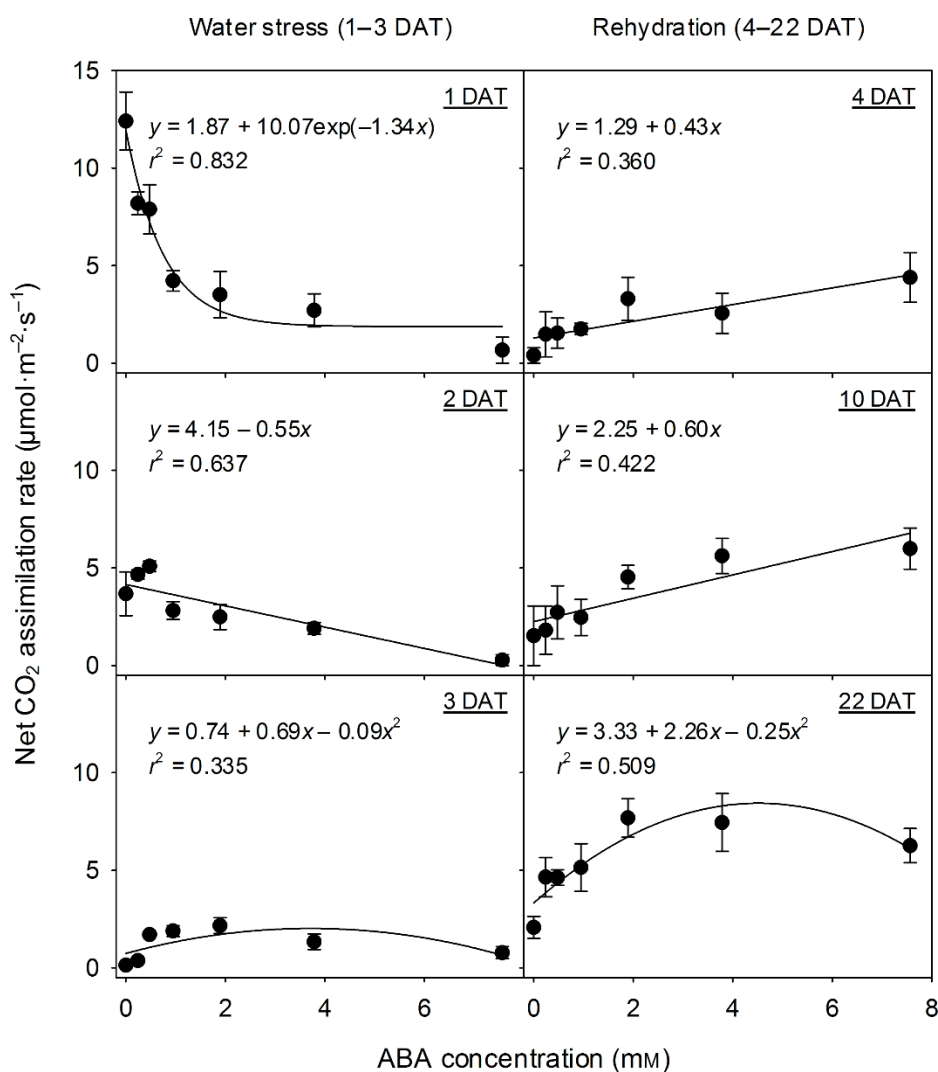 Water stress (1–3 DAT)
Rehydration (4–22 DAT)
Net CO₂ assimilation rate (µmol·m⁻²·s⁻¹)
15
10
5
0
1 DAT
y = 1.87 + 10.07exp(–1.34x)
r² = 0.832
4 DAT
y = 1.29 + 0.43x
r² = 0.360
10
5
0
2 DAT
y = 4.15 – 0.55x
r² = 0.637
10 DAT
y = 2.25 + 0.60x
r² = 0.422
10
5
0
3 DAT
y = 0.74 + 0.69x – 0.09x²
r² = 0.335
22 DAT
y = 3.33 + 2.26x – 0.25x²
r² = 0.509
0 2 4 6 0 2 4 6 8
ABA concentration (mM)